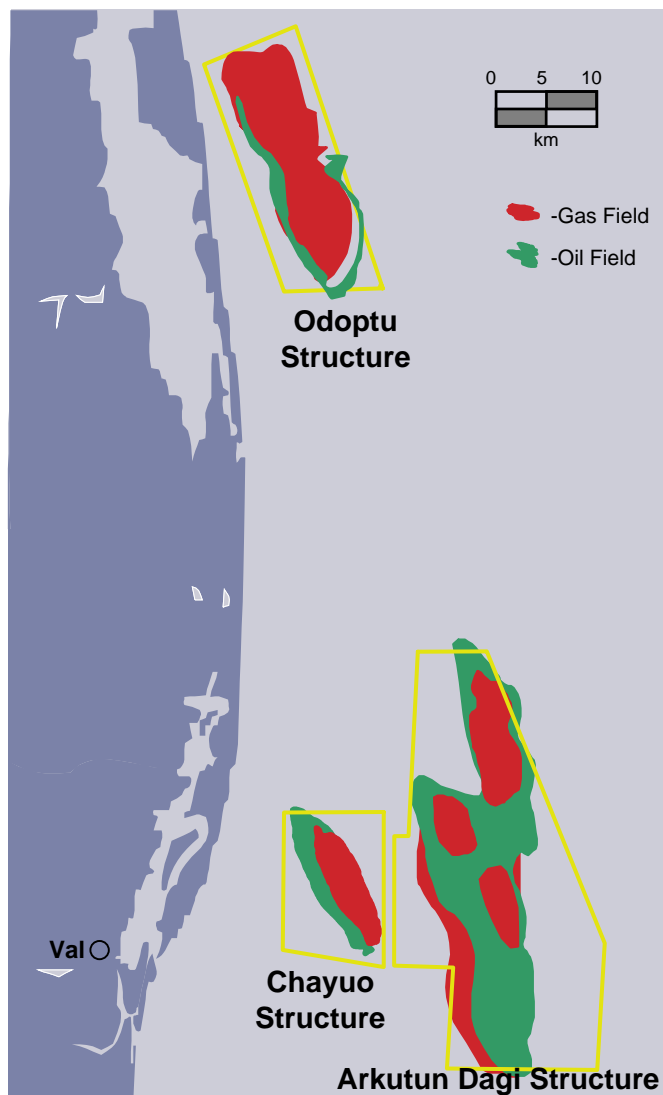 0 5 10
km
-Gas Field
-Oil Field
Odoptu
Structure
Val
Chayuo
Structure
Arkutun Dagi Structure